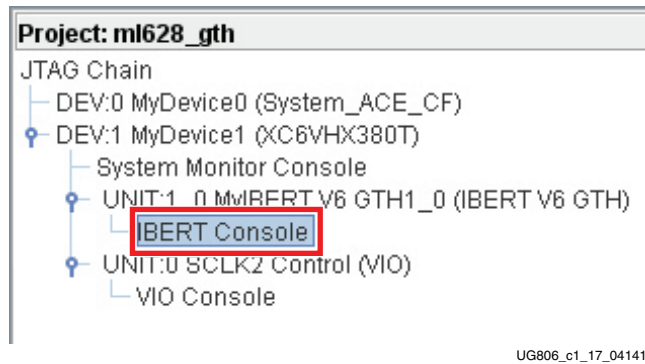 Project: ml628_gth
JTAG Chain
DEV:0 MyDevice0 (System_ACE_CF)
DEV:1 MyDevice1 (XC6VHX380T)
System Monitor Console
UNIT:1_0 MyIBERT V6 GTH1_0 (IBERT V6 GTH)
IBERT Console
UNIT:0 SCLK2 Control (VIO)
VIO Console
UG806_c1_17_04141